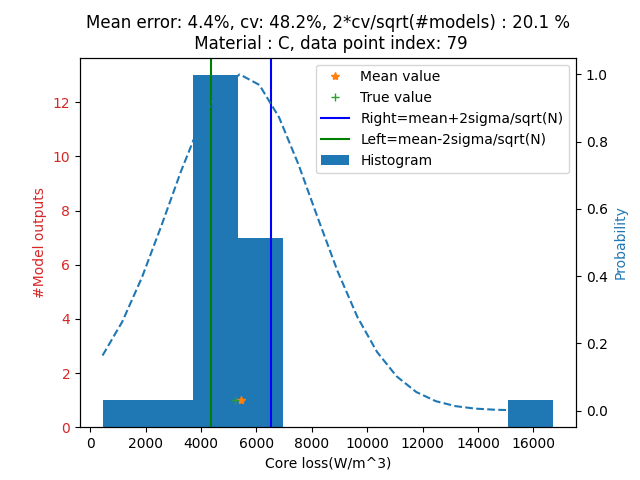 Mean error: 4.4%, cv: 48.2%, 2*cv/sqrt(#models) : 20.1 %
Material : C, data point index: 79
Mean value
True value
Right=mean+2sigma/sqrt(N)
Left=mean-2sigma/sqrt(N)
Histogram
#Model outputs
12
10
8
6
4
2
0
1.0
0.8
0.6
0.4
0.2
0.0
Probability
0 2000 4000 6000 8000 10000 12000 14000 16000
Core loss(W/m^3)